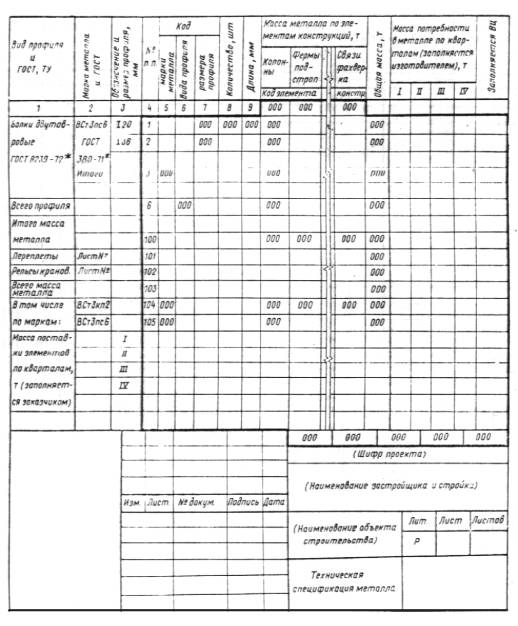 Вид профиля и ГОСТ, ТУ
Марка металла и ГОСТ
Обозначение и размер профиля, мм
№ п.п.
Код
марки металла
Вида профиля
размера профиля
Количество, шт
Длина, мм
Масса металла по элементам конструкций, т
Колонны
Фермы подстроп.
Связи фахверка
Код элемента
констр
Общая масса, т
Масса потребности в металле по кварталам (заполняется изготовителем), т
I II III IV
Заполняется ВЦ
1 2 3 4 5 6 7 8 9 000 000 000
Балки двутав- ВСт3пс6 I 20 1 000 000 000 000 000
ровые ГОСТ 2 000 000 000
ГОСТ 8239-72* 380-71*
Итого 3 000 000 000
Всего профиля 6 000 000 000
Итого масса
металла 100 000 000 000 000
Переплеты Лист № 101 000
Рельсы кранов. Лист № 102 000
Всего масса металла 103 000
В том числе ВСт3кп2 104 000 000 000 000 000
по маркам: ВСт3пс6 105 000 000 000
Масса постав- I
ки элементов II
по кварталам, III
т (заполняет- IV
ся заказчиком)
000 000 000 000 000
(Шифр проекта)
(Наименование застройщика и стройки)
Изм. Лист № докум. Подпись Дата
(Наименование объекта строительства)
Лит. Лист Листов
Р
Техническая
спецификация металла